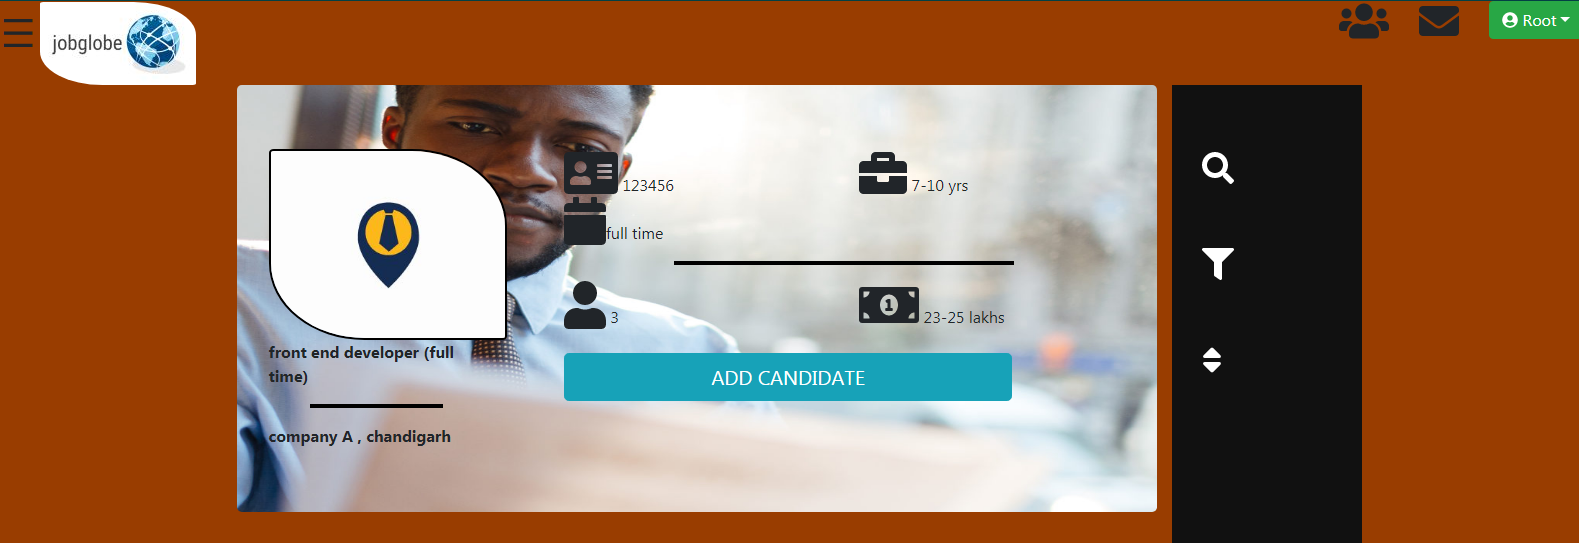 jobglobe
Root
123456
7-10 yrs
full time
3
1
23-25 lakhs
ADD CANDIDATE
front end developer (full
time)
company A , chandigarh